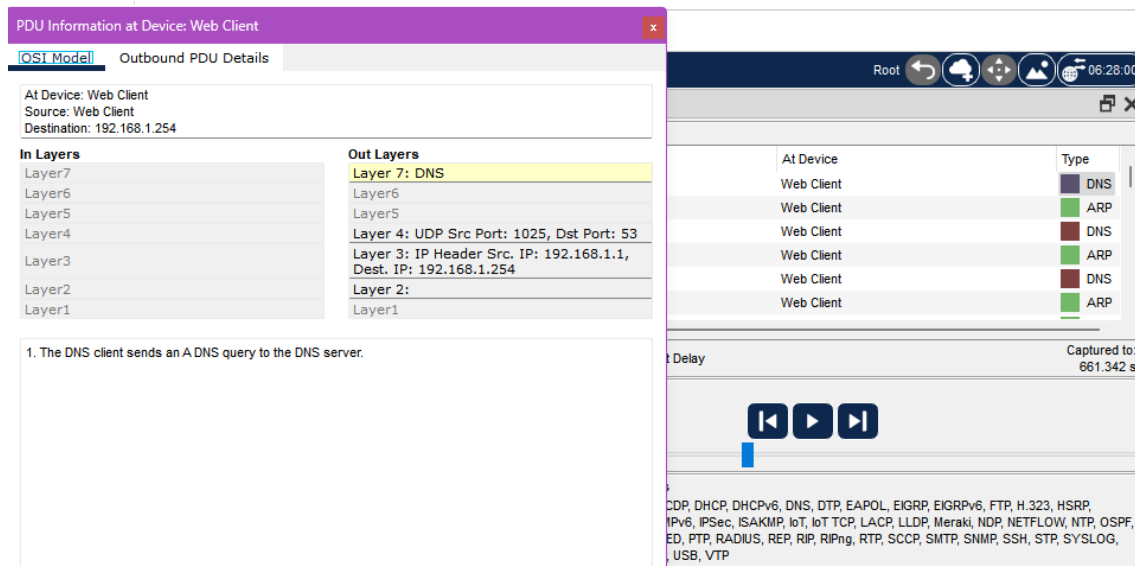 PDU Information at Device: Web Client
x
OSI Model Outbound PDU Details
At Device: Web Client
Source: Web Client
Destination: 192.168.1.254
In Layers Out Layers
Layer7 Layer 7: DNS
Layer6 Layer6
Layer5 Layer5
Layer4 Layer 4: UDP Src Port: 1025, Dst Port: 53
Layer3 Layer 3: IP Header Src. IP: 192.168.1.1,
Dest. IP: 192.168.1.254
Layer2 Layer 2:
Layer1 Layer1
1. The DNS client sends an A DNS query to the DNS server.
Root 06:28:00
At Device Type
Web Client DNS
Web Client ARP
Web Client DNS
Web Client ARP
Web Client DNS
Web Client ARP
t Delay
Captured to:
661.342 s
CDP, DHCP, DHCPv6, DNS, DTP, EAPOL, EIGRP, EIGRPv6, FTP, H.323, HSRP,
MPv6, IPSec, ISAKMP, IoT, IoT TCP, LACP, LLDP, Meraki, NDP, NETFLOW, NTP, OSPF,
ED, PTP, RADIUS, REP, RIP, RIPng, RTP, SCCP, SMTP, SNMP, SSH, STP, SYSLOG,
, USB, VTP